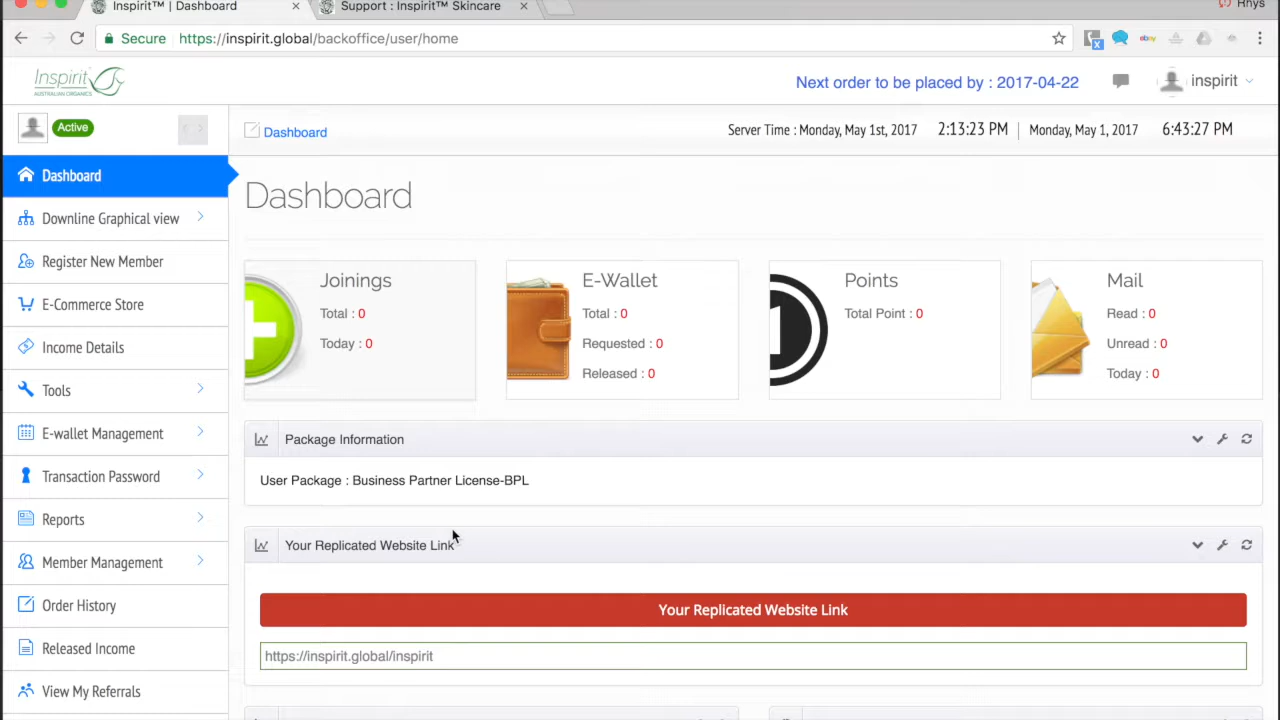 Inspirit™ | Dashboard
Support : Inspirit™ Skincare
Rhys
Secure https://inspirit.global/backoffice/user/home
ebay
Inspirit
AUSTRALIAN ORGANICS
Next order to be placed by : 2017-04-22
inspirit
Active
Dashboard
Server Time : Monday, May 1st, 2017 2:13:23 PM Monday, May 1, 2017 6:43:27 PM
Dashboard
Downline Graphical view
Register New Member
E-Commerce Store
Income Details
Tools
E-wallet Management
Transaction Password
Reports
Member Management
Order History
Released Income
View My Referrals
Dashboard
Joinings
Total : 0
Today : 0
E-Wallet
Total : 0
Requested : 0
Released : 0
1
Points
Total Point : 0
Mail
Read : 0
Unread : 0
Today : 0
Package Information
User Package : Business Partner License-BPL
Your Replicated Website Link
Your Replicated Website Link
https://inspirit.global/inspirit